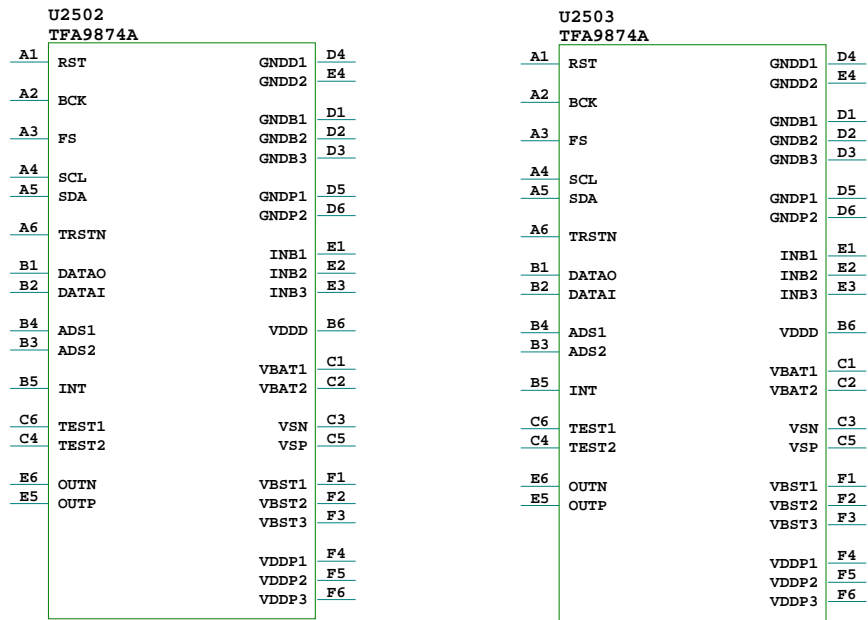 U2502
TFA9874A
A1 RST GNDD1 D4
GNDD2 E4
A2 BCK
GNDB1 D1
A3 FS GNDB2 D2
GNDB3 D3
A4 SCL
A5 SDA GNDP1 D5
GNDP2 D6
A6 TRSTN
INB1 E1
B1 DATAO INB2 E2
B2 DATAI INB3 E3
B4 ADS1 VDDD B6
B3 ADS2
VBAT1 C1
B5 INT VBAT2 C2
C6 TEST1 VSN C3
C4 TEST2 VSP C5
E6 OUTN VBST1 F1
E5 OUTP VBST2 F2
VBST3 F3
VDDP1 F4
VDDP2 F5
VDDP3 F6
U2503
TFA9874A
A1 RST GNDD1 D4
GNDD2 E4
A2 BCK
GNDB1 D1
A3 FS GNDB2 D2
GNDB3 D3
A4 SCL
A5 SDA GNDP1 D5
GNDP2 D6
A6 TRSTN
INB1 E1
B1 DATAO INB2 E2
B2 DATAI INB3 E3
B4 ADS1 VDDD B6
B3 ADS2
VBAT1 C1
B5 INT VBAT2 C2
C6 TEST1 VSN C3
C4 TEST2 VSP C5
E6 OUTN VBST1 F1
E5 OUTP VBST2 F2
VBST3 F3
VDDP1 F4
VDDP2 F5
VDDP3 F6